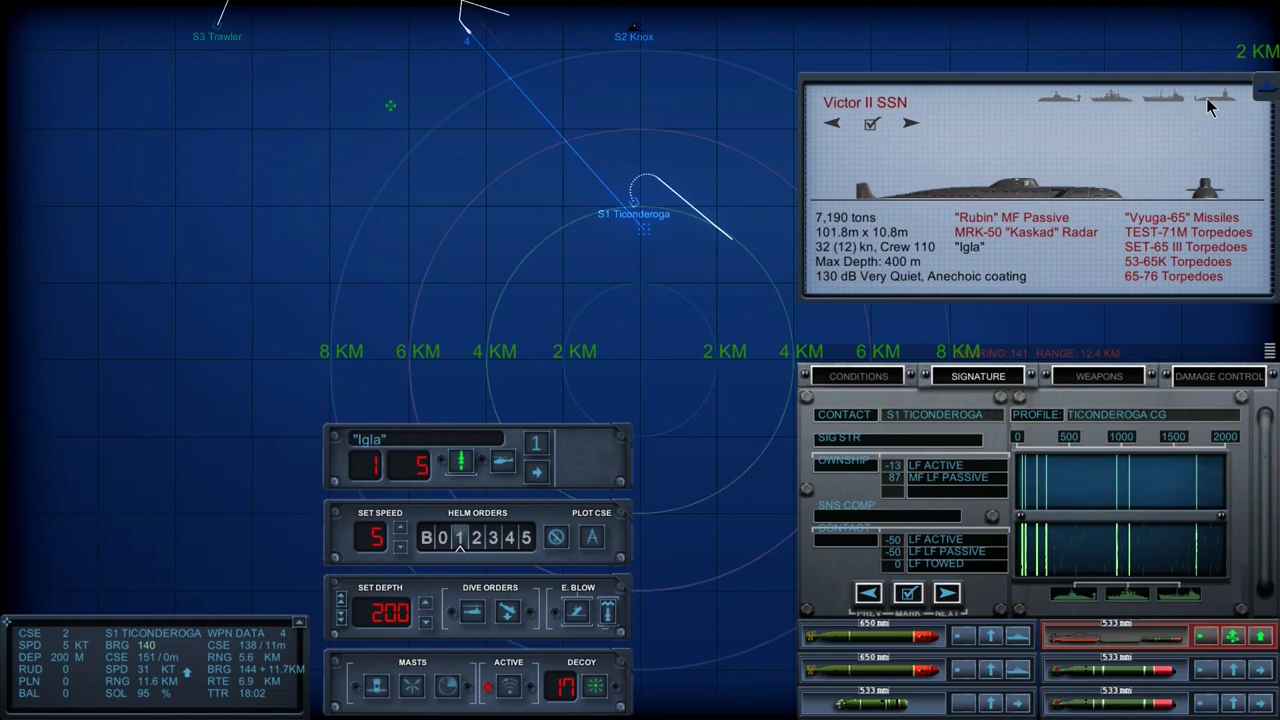 S3 Trawler
4
S2 Knox
2 KM
S1 Ticonderoga
8 KM 6 KM 4 KM 2 KM 2 KM 4 KM 6 KM 8 KM
Victor II SSN
7,190 tons "Rubin" MF Passive "Vyuga-65" Missiles
101.8m x 10.8m MRK-50 "Kaskad" Radar TEST-71M Torpedoes
32 (12) kn, Crew 110 "Igla" SET-65 III Torpedoes
Max Depth: 400 m 53-65K Torpedoes
130 dB Very Quiet, Anechoic coating 65-76 Torpedoes
141 RANGE: 12.4 KM
CONDITIONS SIGNATURE WEAPONS DAMAGE CONTROL
CONTACT S1 TICONDEROGA PROFILE: TICONDEROGA CG
SIG STR 0 500 1000 1500 2000
OWNSHIP -13 LF ACTIVE
87 MF LF PASSIVE
SNS COMP
CONTACT -50 LF ACTIVE
-50 LF LF PASSIVE
0 LF TOWED
PREV MARK NEXT
"Igla" 1
1 5
SET SPEED HELM ORDERS PLOT CSE
5 B 0 1 2 3 4 5 A
SET DEPTH DIVE ORDERS E. BLOW
200
MASTS ACTIVE DECOY
17
CSE 2 S1 TICONDEROGA WPN DATA 4
SPD 5 KT BRG 140 CSE 138 / 11m
DEP 200 M CSE 151 / 0m RNG 5.6 KM
RUD 0 SPD 31 KT BRG 144 + 11.7KM
PLN 0 RNG 11.6 KM RTE 6.9 KM
BAL 0 SOL 95 % TTR 18:02
650 mm 533 mm
650 mm 533 mm
533 mm 533 mm